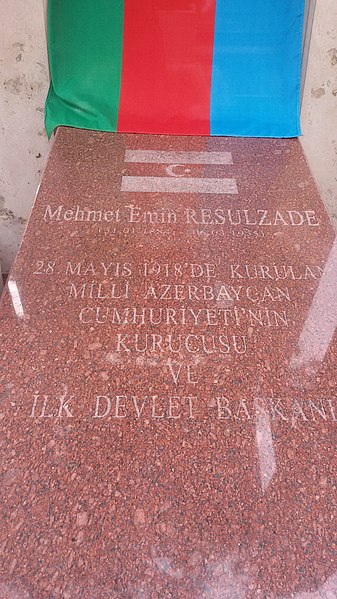 Mehmet Emin RESULZADE
28 MAYIS 1918'DE KURULAN
MİLLİ AZERBAYCAN
CUMHURİYETİ'NİN
KURUCUSU
VE
İLK DEVLET BAŞKANI